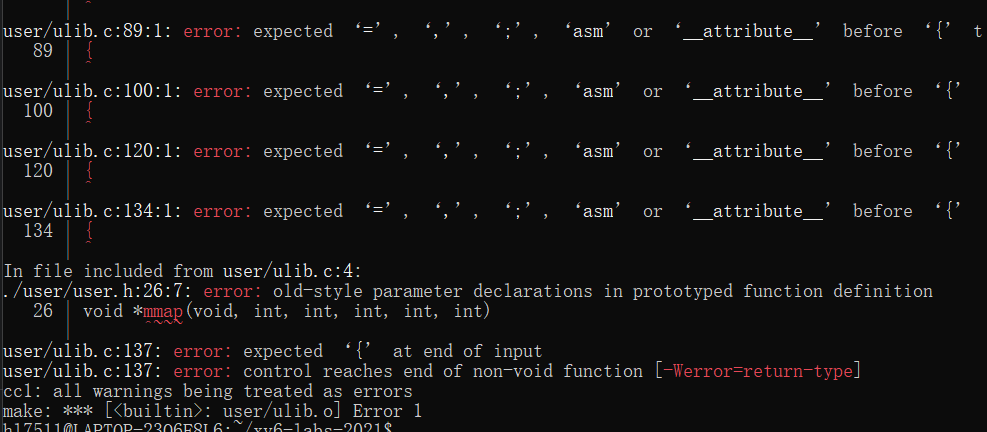 user/ulib.c:89:1: error: expected ‘=’, ‘,’, ‘;’, ‘asm’ or ‘__attribute__’ before ‘{’ t
89 | {
user/ulib.c:100:1: error: expected ‘=’, ‘,’, ‘;’, ‘asm’ or ‘__attribute__’ before ‘{’
100 | {
user/ulib.c:120:1: error: expected ‘=’, ‘,’, ‘;’, ‘asm’ or ‘__attribute__’ before ‘{’
120 | {
user/ulib.c:134:1: error: expected ‘=’, ‘,’, ‘;’, ‘asm’ or ‘__attribute__’ before ‘{’
134 | {
In file included from user/ulib.c:4:
./user/user.h:26:7: error: old-style parameter declarations in prototyped function definition
26 | void *mmap(void, int, int, int, int, int)
user/ulib.c:137: error: expected ‘{’ at end of input
user/ulib.c:137: error: control reaches end of non-void function [-Werror=return-type]
cc1: all warnings being treated as errors
make: *** [<builtin>: user/ulib.o] Error 1
h17511@LAPTOP-23O6F8L6:~/xv6-labs-2021$